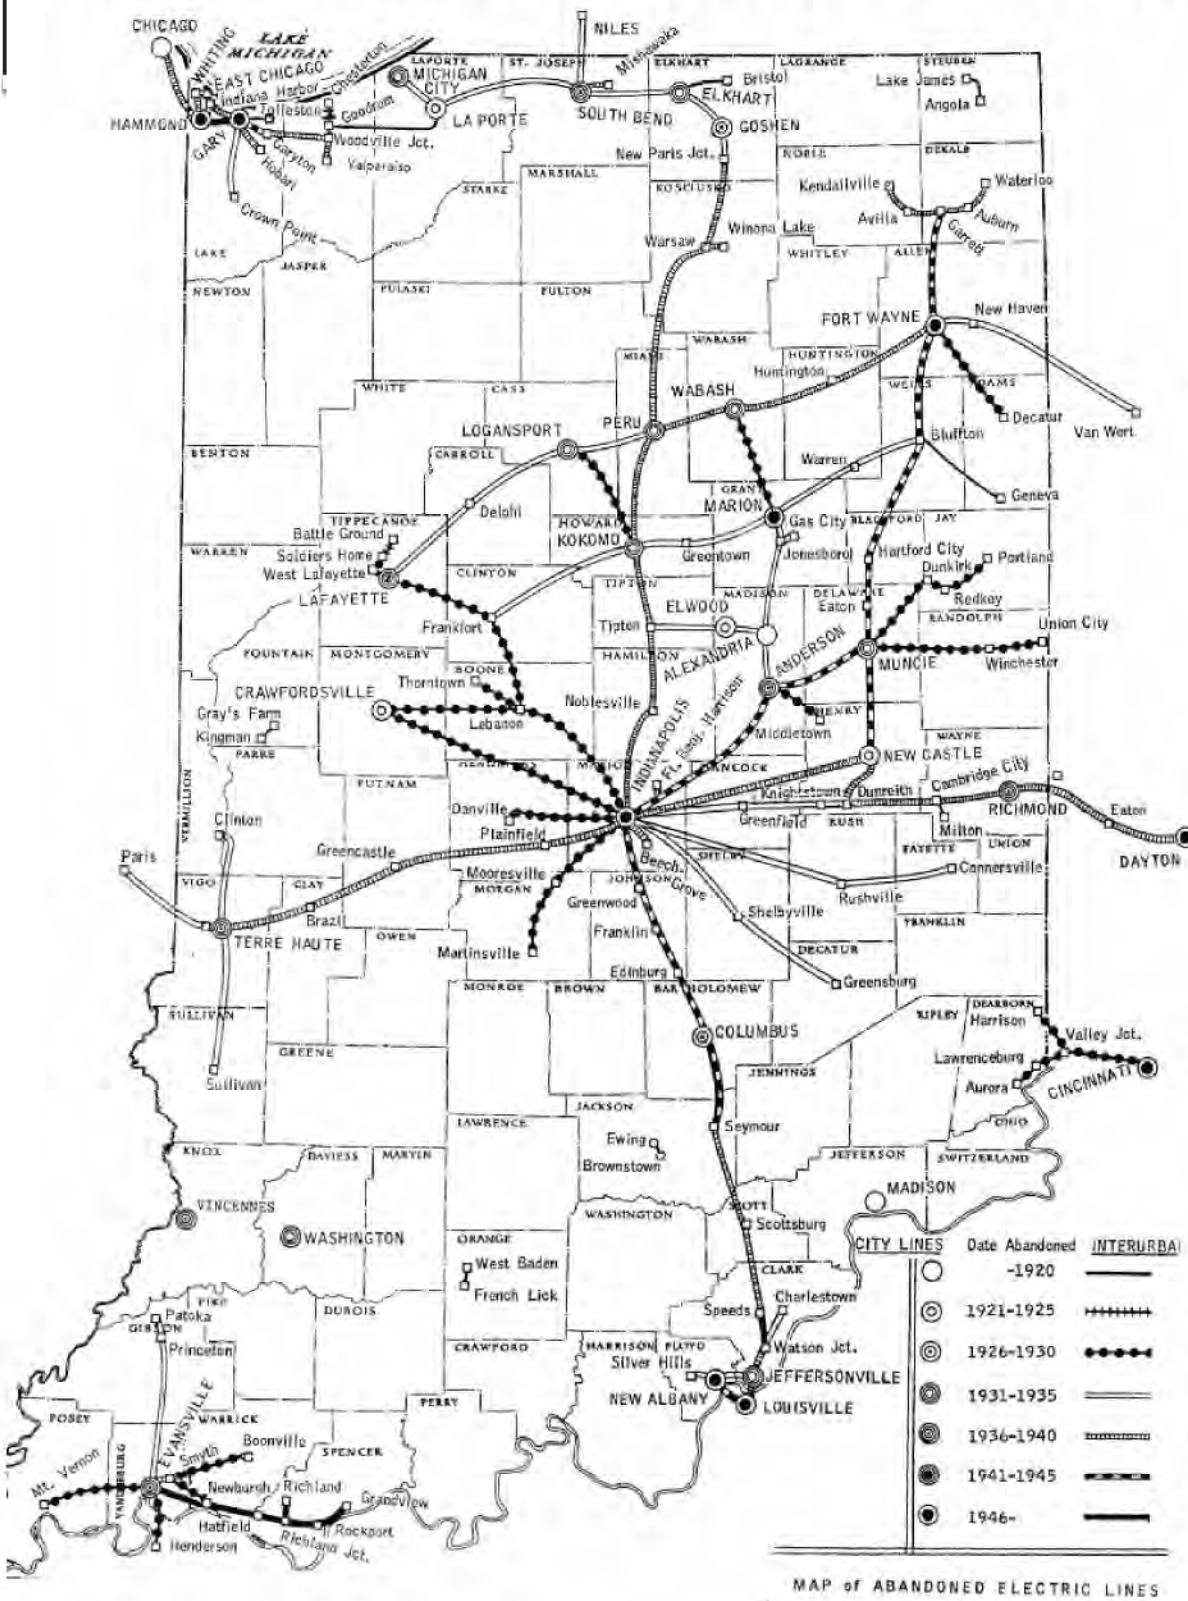 CHICAGO
LAKE
MICHIGAN
NILES
WHITING
EAST CHICAGO
Indiana Harbor
Chesterton
LAPORTE
MICHIGAN
CITY
ST. JOSEPH
Mishawaka
ELKHART
Bristol
LAGRANGE
STEUBEN
Lake James
Angola
HAMMOND
GARY
Tolleston
Goodrum
LA PORTE
SOUTH BEND
ELKHART
GOSHEN
Garyton
Hobart
Woodville Jct.
Valparaiso
New Paris Jct.
NOBLE
DEKALB
Crown Point
STARKE
MARSHALL
KOSCIUSKO
Kendallville
Waterloo
Avilla
Auburn
Garrett
Warsaw
Winona Lake
LAKE
JASPER
WHITLEY
ALLEN
NEWTON
PULASKI
FULTON
FORT WAYNE
New Haven
WABASH
MIAMI
HUNTINGTON
Huntington
WHITE
CASS
WABASH
WELLS
ADAMS
Decatur
Van Wert
LOGANSPORT
PERU
Bluffton
BENTON
CARROLL
Warren
GRANT
MARION
Geneva
Delphi
TIPPECANOE
Battle Ground
HOWARD
KOKOMO
Gas City
BLACKFORD
JAY
WARREN
Soldiers Home
West Lafayette
LAFAYETTE
Greentown
Jonesboro
Hartford City
Dunkirk
Portland
CLINTON
TIPTON
MADISON
DELAWARE
Eaton
Redkey
Frankfort
Tipton
ELWOOD
ALEXANDRIA
ANDERSON
RANDOLPH
Union City
FOUNTAIN
MONTGOMERY
HAMILTON
MUNCIE
Winchester
BOONE
Thorntown
CRAWFORDSVILLE
Gray's Farm
Kingman
Lebanon
Noblesville
INDIANAPOLIS
Ft. Benj. Harrison
HENRY
Middletown
PARKE
WAYNE
NEW CASTLE
HENDRICKS
MARION
HANCOCK
PUTNAM
VERMILLION
Danville
Plainfield
Knightstown
Dunreith
Cambridge City
RICHMOND
Eaton
Clinton
Greenfield
RUSH
Milton
DAYTON
Paris
Greencastle
Mooresville
MORGAN
Beech
Grove
SHELBY
FAYETTE
UNION
Connersville
VIGO
CLAY
JOHNSON
Greenwood
Rushville
Brazil
Shelbyville
FRANKLIN
TERRE HAUTE
OWEN
Franklin
DECATUR
Martinsville
Edinburg
Greensburg
MONROE
BROWN
BARTHOLOMEW
SULLIVAN
COLUMBUS
RIPLEY
DEARBORN
Harrison
Valley Jct.
GREENE
Lawrenceburg
Aurora
CINCINNATI
Sullivan
JENNINGS
JACKSON
LAWRENCE
Seymour
OHIO
Ewing
Brownstown
KNOX
DAVIESS
MARTIN
JEFFERSON
SWITZERLAND
MADISON
VINCENNES
WASHINGTON
WASHINGTON
SCOTT
Scottsburg
ORANGE
West Baden
French Lick
CLARK
Charlestown
Speeds
PIKE
Patoka
GIBSON
Princeton
DUBOIS
CRAWFORD
HARRISON
FLOYD
Silver Hills
Watson Jct.
JEFFERSONVILLE
NEW ALBANY
LOUISVILLE
PERRY
POSEY
WARRICK
EVANSVILLE
VANDERBURG
Smyth
Boonville
SPENCER
Mt. Vernon
Newburgh
Richland
Grandview
Hatfield
Richland Jct.
Rockport
Henderson
CITY LINES Date Abandoned INTERURBA
-1920
1921-1925
1926-1930
1931-1935
1936-1940
1941-1945
1946-
MAP of ABANDONED ELECTRIC LINES